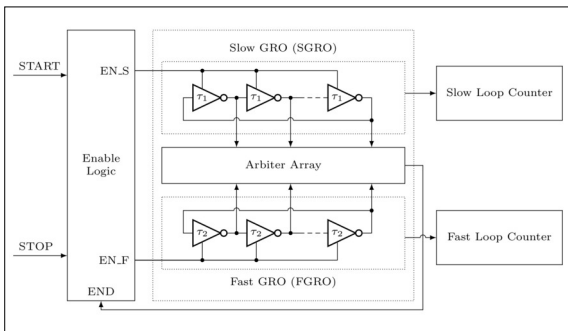 Slow GRO (SGRO)
START
EN_S
τ1 τ1 τ1
Slow Loop Counter
Enable
Logic
Arbiter Array
τ2 τ2 τ2
STOP
EN_F
Fast Loop Counter
Fast GRO (FGRO)
END